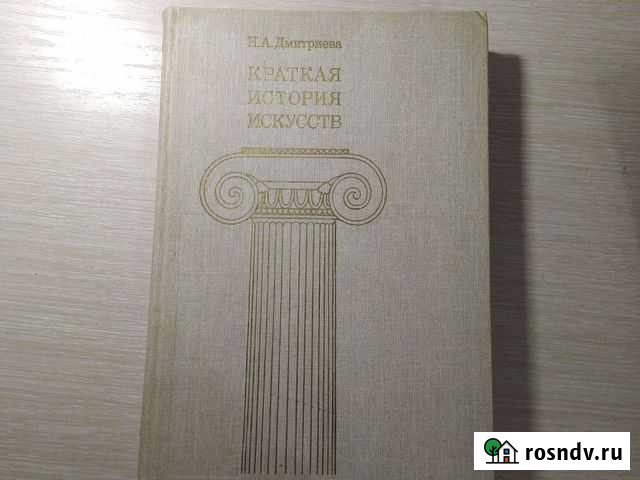 Н.А.Дмитриева
КРАТКАЯ
ИСТОРИЯ
ИСКУССТВ
rosndv.ru